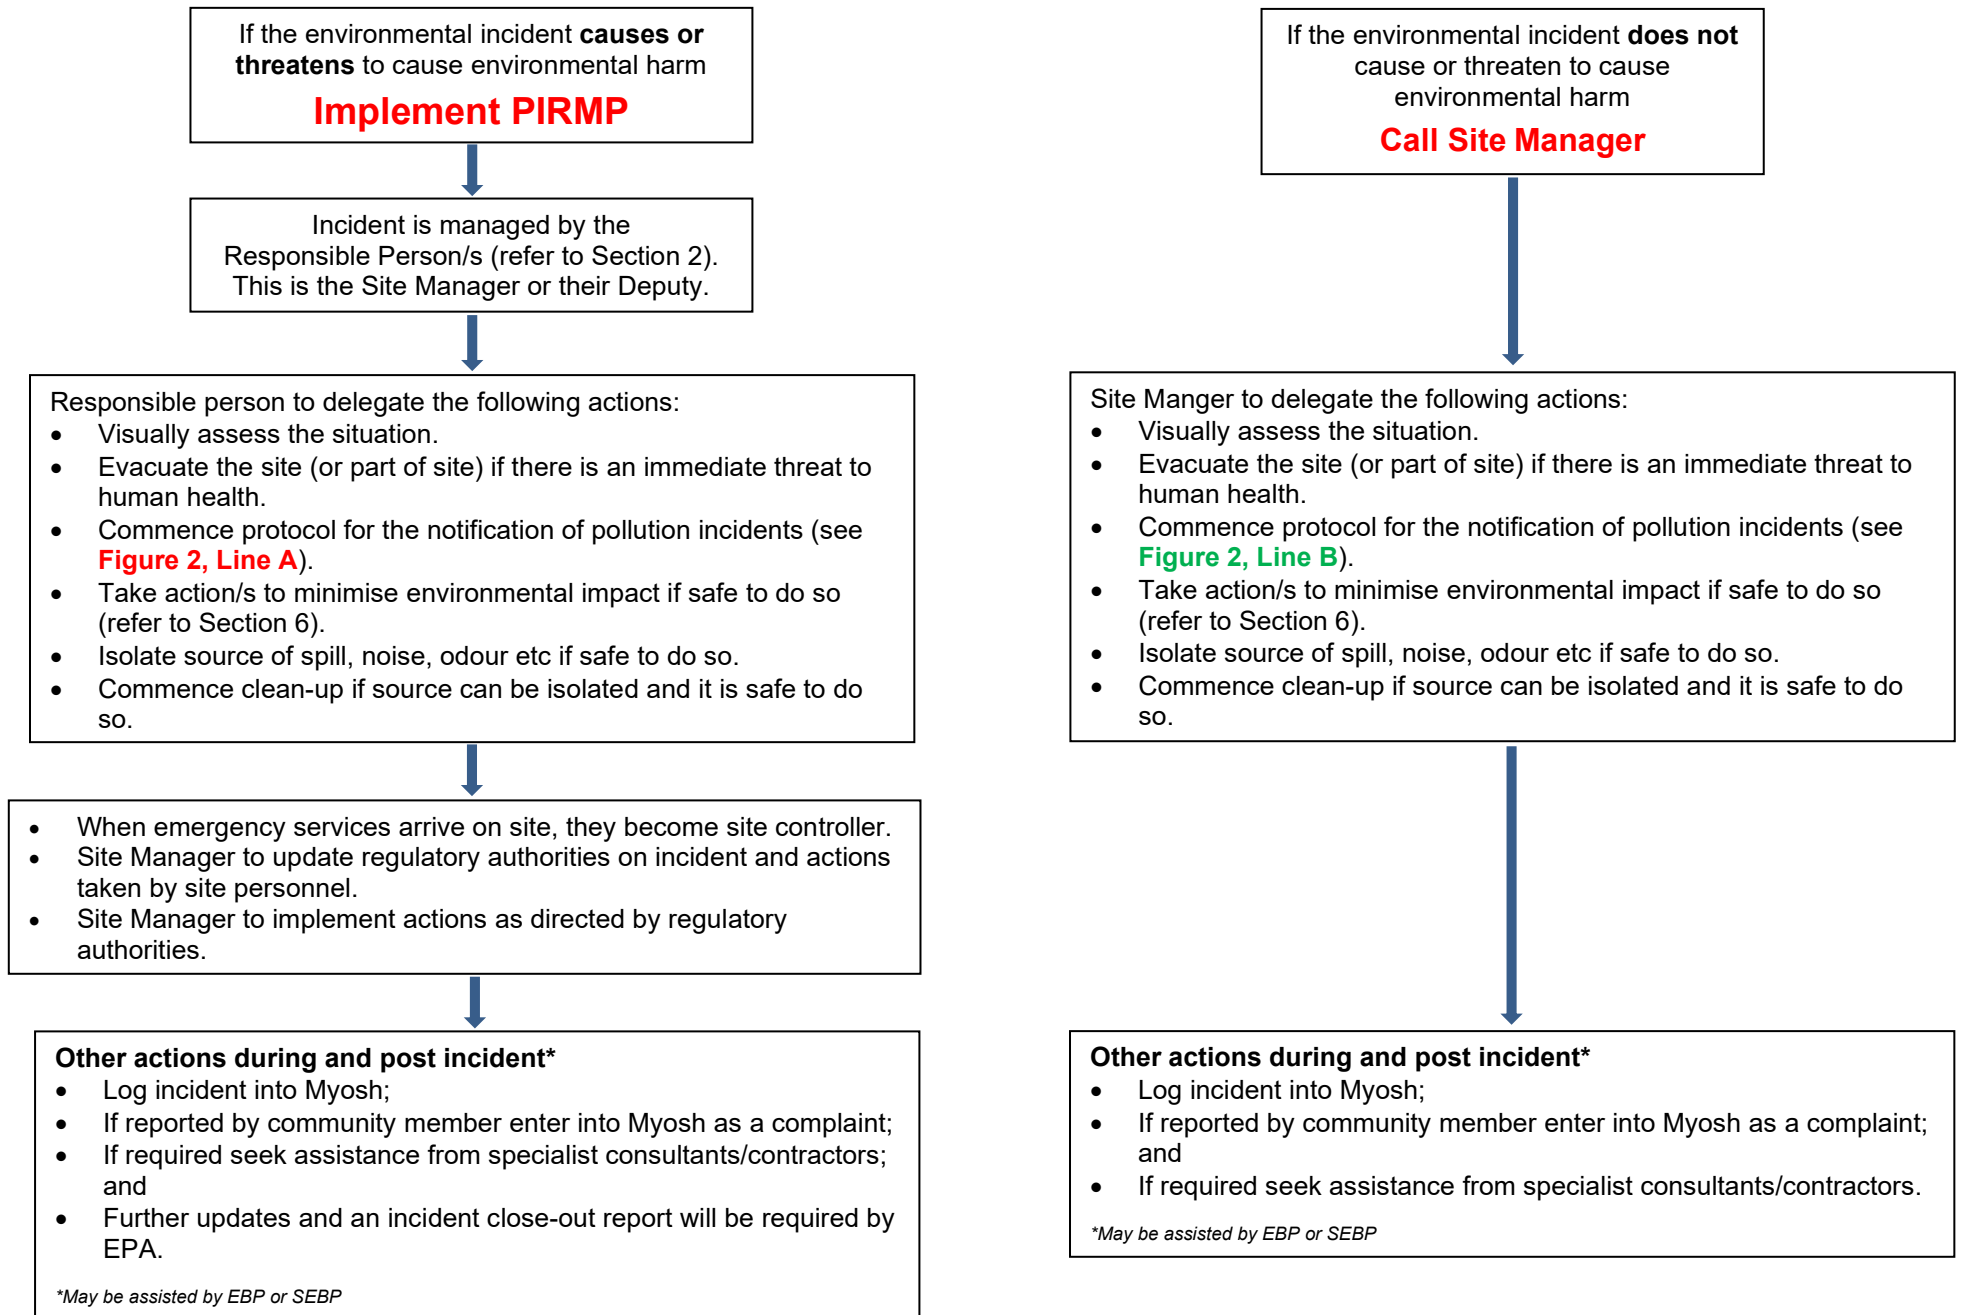 If the environmental incident causes or
threatens to cause environmental harm
Implement PIRMP
Incident is managed by the
Responsible Person/s (refer to Section 2).
This is the Site Manager or their Deputy.
Responsible person to delegate the following actions:
• Visually assess the situation.
• Evacuate the site (or part of site) if there is an immediate threat to
human health.
• Commence protocol for the notification of pollution incidents (see
Figure 2, Line A).
• Take action/s to minimise environmental impact if safe to do so
(refer to Section 6).
• Isolate source of spill, noise, odour etc if safe to do so.
• Commence clean-up if source can be isolated and it is safe to do
so.
• When emergency services arrive on site, they become site controller.
• Site Manager to update regulatory authorities on incident and actions
taken by site personnel.
• Site Manager to implement actions as directed by regulatory
authorities.
Other actions during and post incident*
• Log incident into Myosh;
• If reported by community member enter into Myosh as a complaint;
• If required seek assistance from specialist consultants/contractors;
and
• Further updates and an incident close-out report will be required by
EPA.
*May be assisted by EBP or SEBP
If the environmental incident does not
cause or threaten to cause
environmental harm
Call Site Manager
Site Manger to delegate the following actions:
• Visually assess the situation.
• Evacuate the site (or part of site) if there is an immediate threat to
human health.
• Commence protocol for the notification of pollution incidents (see
Figure 2, Line B).
• Take action/s to minimise environmental impact if safe to do so
(refer to Section 6).
• Isolate source of spill, noise, odour etc if safe to do so.
• Commence clean-up if source can be isolated and it is safe to do
so.
Other actions during and post incident*
• Log incident into Myosh;
• If reported by community member enter into Myosh as a complaint;
and
• If required seek assistance from specialist consultants/contractors.
*May be assisted by EBP or SEBP